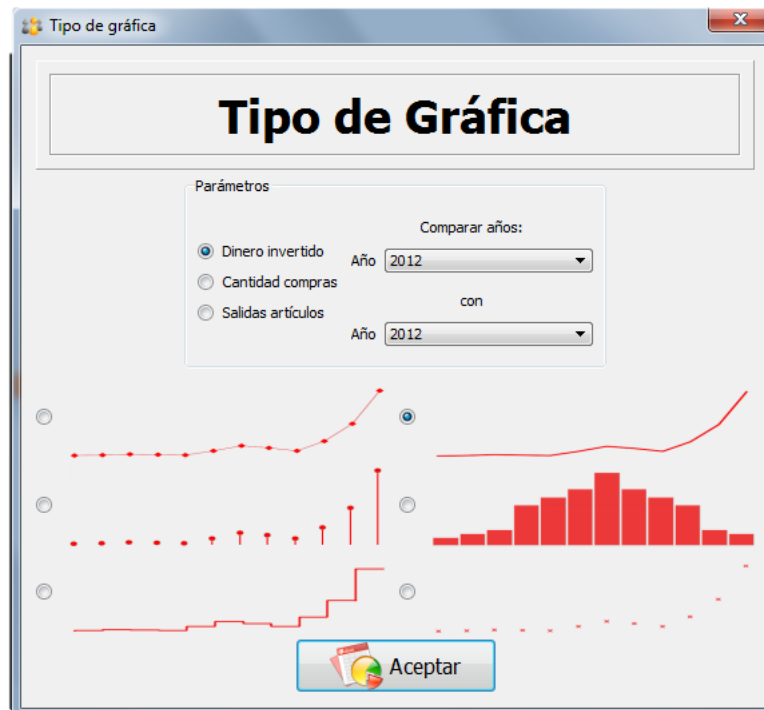 Tipo de gráfica
Tipo de Gráfica
Parámetros
Comparar años:
Dinero invertido
Año 2012
Cantidad compras
con
Salidas artículos
Año 2012
Aceptar